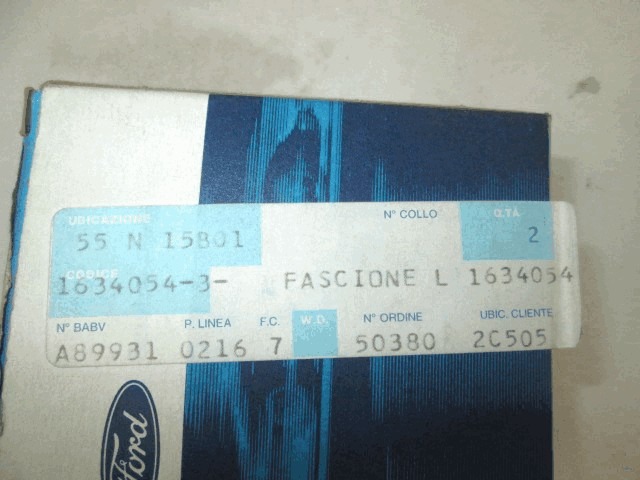 UBICAZIONE N° COLLO Q.TA
55 N 15B01 2
CODICE
1634054-3- FASCIONE L 1634054
N° BABV P. LINEA F.C. W.D. N° ORDINE UBIC. CLIENTE
A89931 0216 7 50380 2C505
Ford